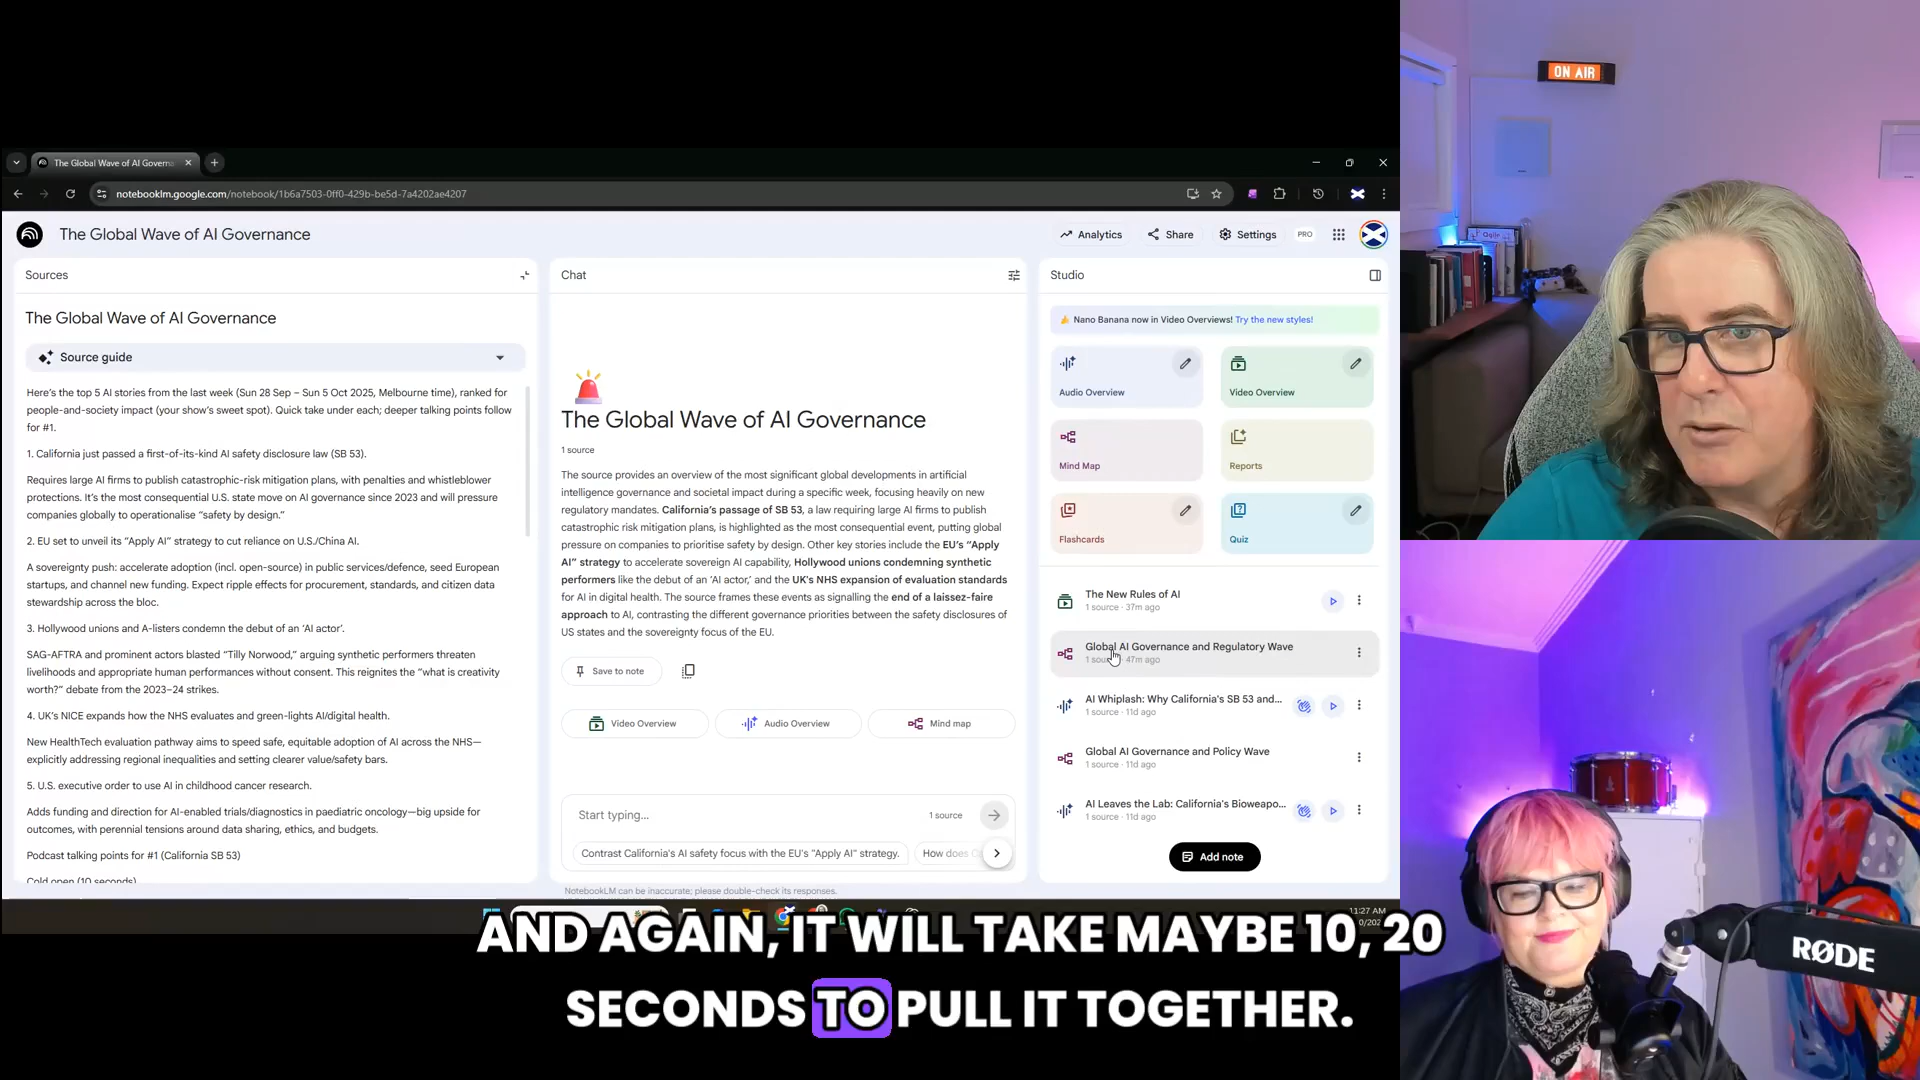 The Global Wave of AI Governa
notebooklm.google.com/notebook/1b6a7503-0ff0-429b-be5d-7a4202ae4207
The Global Wave of AI Governance
Analytics
Share
Settings
PRO
Sources
The Global Wave of AI Governance
Source guide
Here's the top 5 AI stories from the last week (Sun 28 Sep – Sun 5 Oct 2025, Melbourne time), ranked for
people-and-society impact (your show's sweet spot). Quick take under each; deeper talking points follow
for #1.
1. California just passed a first-of-its-kind AI safety disclosure law (SB 53).
Requires large AI firms to publish catastrophic-risk mitigation plans, with penalties and whistleblower
protections. It's the most consequential U.S. state move on AI governance since 2023 and will pressure
companies globally to operationalise "safety by design."
2. EU set to unveil its "Apply AI" strategy to cut reliance on U.S./China AI.
A sovereignty push: accelerate adoption (incl. open-source) in public services/defence, seed European
startups, and channel new funding. Expect ripple effects for procurement, standards, and citizen data
stewardship across the bloc.
3. Hollywood unions and A-listers condemn the debut of an 'AI actor'.
SAG-AFTRA and prominent actors blasted "Tilly Norwood," arguing synthetic performers threaten
livelihoods and appropriate human performances without consent. This reignites the "what is creativity
worth?" debate from the 2023–24 strikes.
4. UK's NICE expands how the NHS evaluates and green-lights AI/digital health.
New HealthTech evaluation pathway aims to speed safe, equitable adoption of AI across the NHS—
explicitly addressing regional inequalities and setting clearer value/safety bars.
5. U.S. executive order to use AI in childhood cancer research.
Adds funding and direction for AI-enabled trials/diagnostics in paediatric oncology—big upside for
outcomes, with perennial tensions around data sharing, ethics, and budgets.
Podcast talking points for #1 (California SB 53)
Cold open (10 seconds)
Chat
The Global Wave of AI Governance
1 source
The source provides an overview of the most significant global developments in artificial
intelligence governance and societal impact during a specific week, focusing heavily on new
regulatory mandates. California's passage of SB 53, a law requiring large AI firms to publish
catastrophic risk mitigation plans, is highlighted as the most consequential event, putting global
pressure on companies to prioritise safety by design. Other key stories include the EU's "Apply
AI" strategy to accelerate sovereign AI capability, Hollywood unions condemning synthetic
performers like the debut of an 'AI actor,' and the UK's NHS expansion of evaluation standards
for AI in digital health. The source frames these events as signalling the end of a laissez-faire
approach to AI, contrasting the different governance priorities between the safety disclosures of
US states and the sovereignty focus of the EU.
Save to note
Video Overview
Audio Overview
Mind map
Start typing...
1 source
Contrast California's AI safety focus with the EU's "Apply AI" strategy.
How does
NotebookLM can be inaccurate; please double-check its responses.
Studio
Nano Banana now in Video Overviews! Try the new styles!
Audio Overview
Video Overview
Mind Map
Reports
Flashcards
Quiz
The New Rules of AI
1 source · 37m ago
Global AI Governance and Regulatory Wave
47m ago
AI Whiplash: Why California's SB 53 and...
1 source · 11d ago
Global AI Governance and Policy Wave
1 source · 11d ago
AI Leaves the Lab: California's Bioweapo...
1 source · 11d ago
Add note
11:27 AM
AND AGAIN, IT WILL TAKE MAYBE 10, 20
SECONDS TO PULL IT TOGETHER.
ON AIR
Agile
RØDE